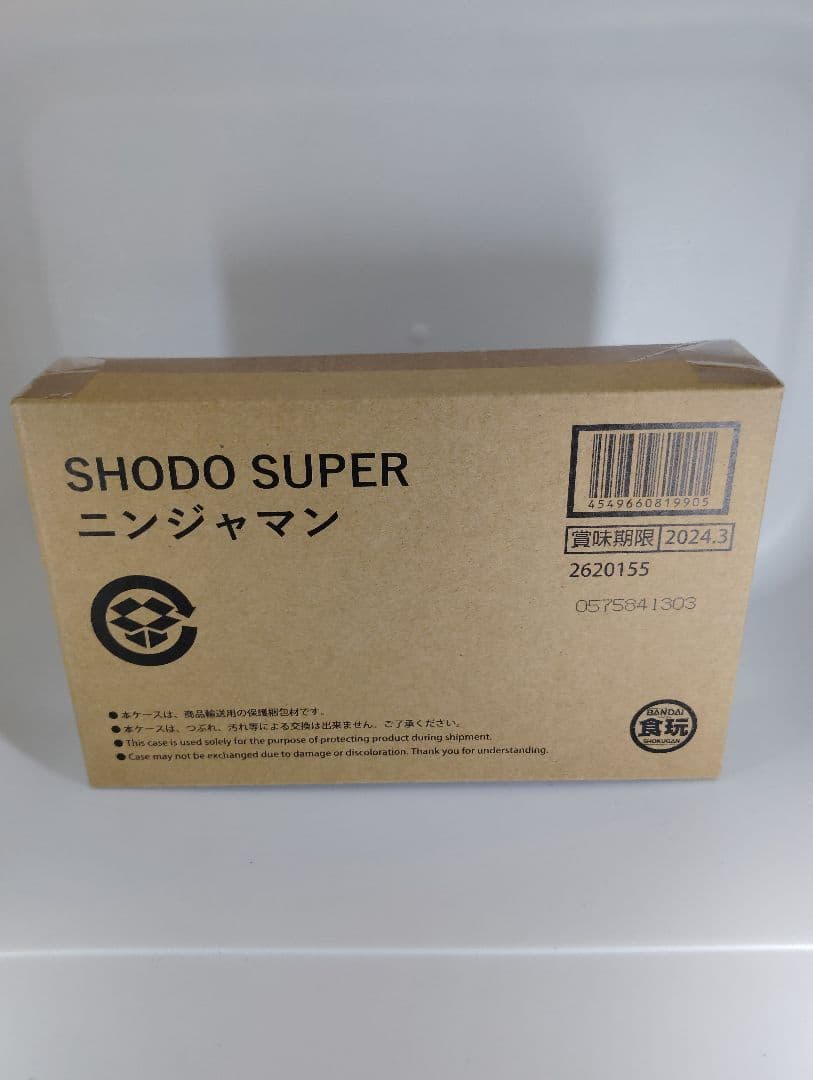 SHODO SUPER
ニンジャマン
4549660819905
賞味期限 2024.3
2620155
0575841303
●本ケースは、商品輸送用の保護梱包材です。
●本ケースは、つぶれ、汚れ等による交換は出来ません。ご了承ください。
●This case is used solely for the purpose of protecting product during shipment.
●Case may not be exchanged due to damage or discoloration. Thank you for understanding.
BANDAI
食玩
SHOKUGAN